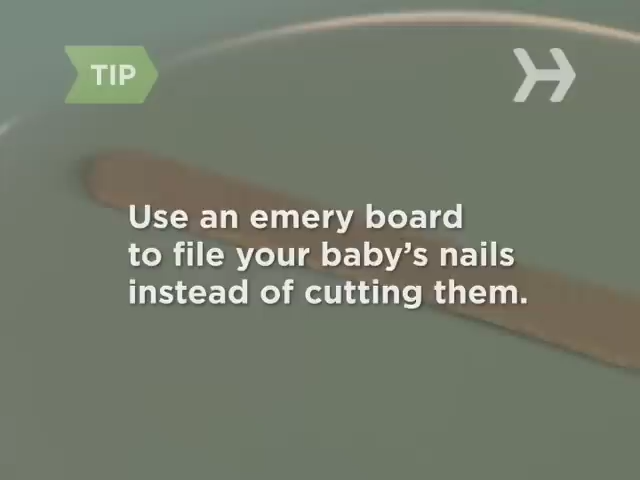 TIP
Use an emery board
to file your baby's nails
instead of cutting them.